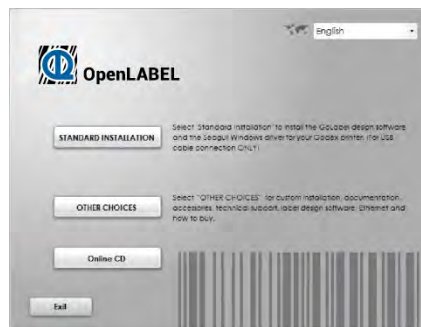 English
OpenLABEL
STANDARD INSTALLATION
Select "Standard Installation" to install the GoLabel design software
and the Seagull Windows driver for your Godex printer. (For USB
cable connection ONLY)
OTHER CHOICES
Select "OTHER CHOICES" for custom installation, documentation,
accessories, technical support, label design software, Ethernet and
how to buy.
Online CD
Exit